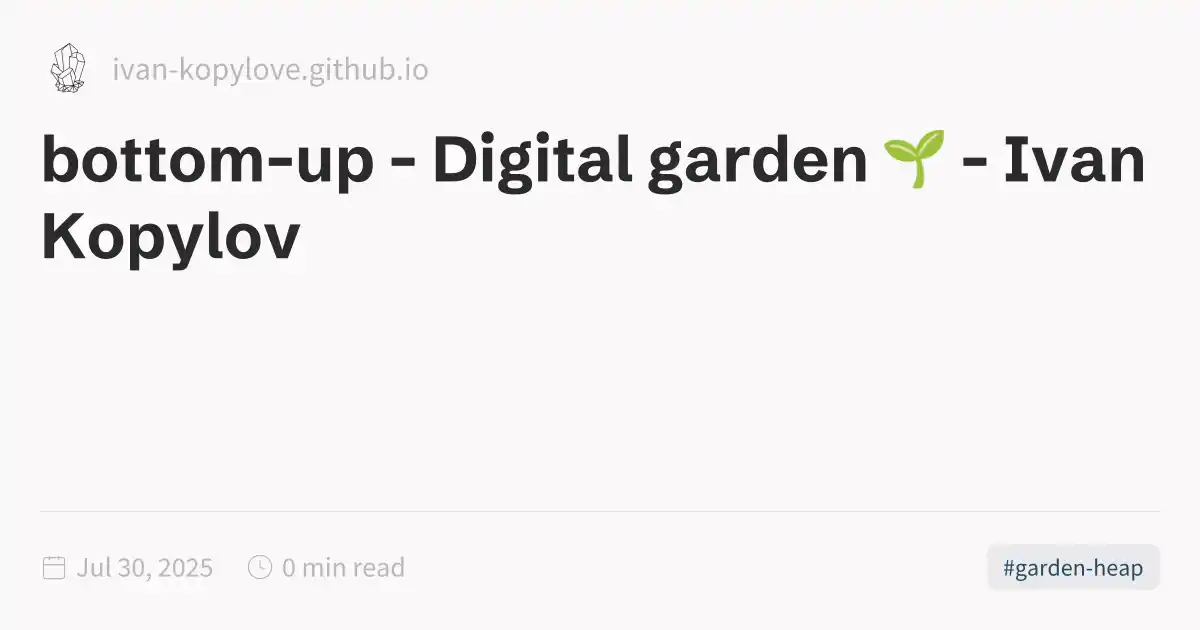 ivan-kopylove.github.io
bottom-up - Digital garden 🌱 - Ivan
Kopylov
Jul 30, 2025 0 min read #garden-heap